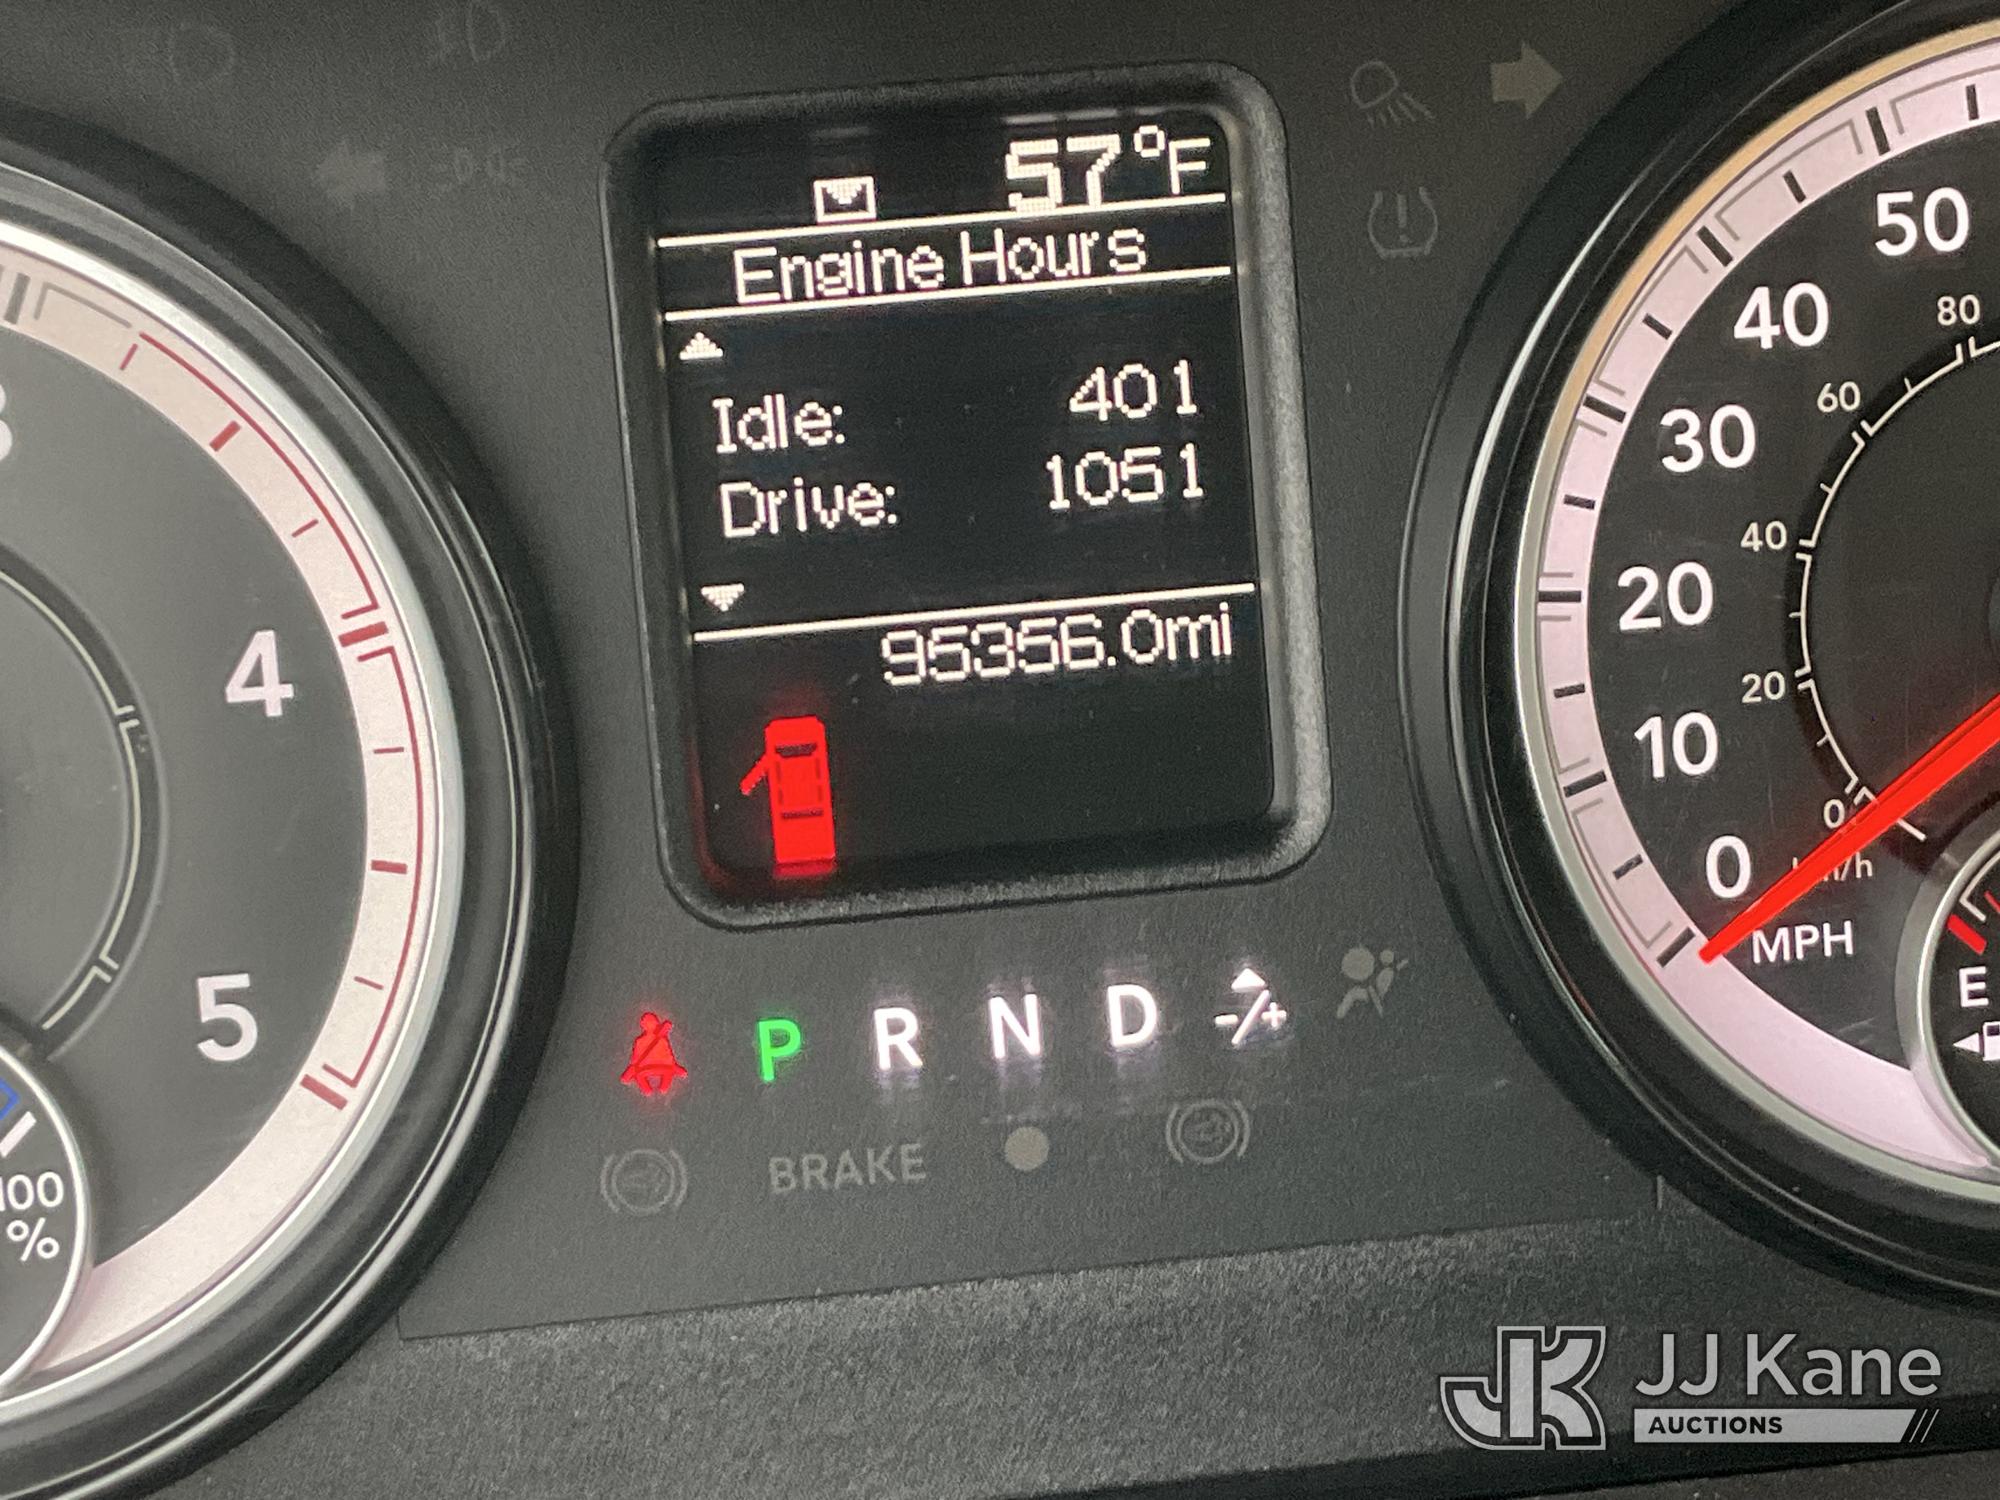 57°F
Engine Hours
Idle: 401
Drive: 1051
95356.0mi
P R N D -/+
BRAKE
4
5
100
%
50
40
30
20
10
0
MPH
80
60
40
20
0
E
JJ Kane
AUCTIONS